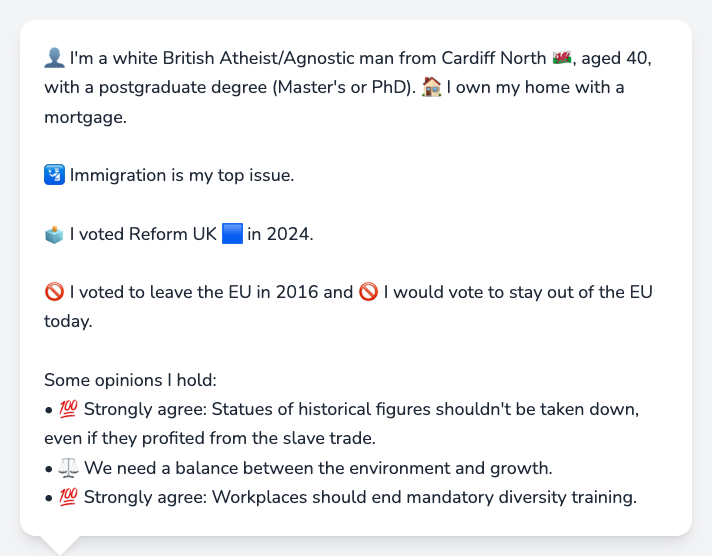 👤 I'm a white British Atheist/Agnostic man from Cardiff North 🏴󠁧󠁢󠁷󠁬󠁳󠁿, aged 40,
with a postgraduate degree (Master's or PhD). 🏠 I own my home with a
mortgage.
🛂 Immigration is my top issue.
🗳️ I voted Reform UK 🟦 in 2024.
🚫 I voted to leave the EU in 2016 and 🚫 I would vote to stay out of the EU
today.
Some opinions I hold:
• 💯 Strongly agree: Statues of historical figures shouldn't be taken down,
even if they profited from the slave trade.
• ⚖️ We need a balance between the environment and growth.
• 💯 Strongly agree: Workplaces should end mandatory diversity training.